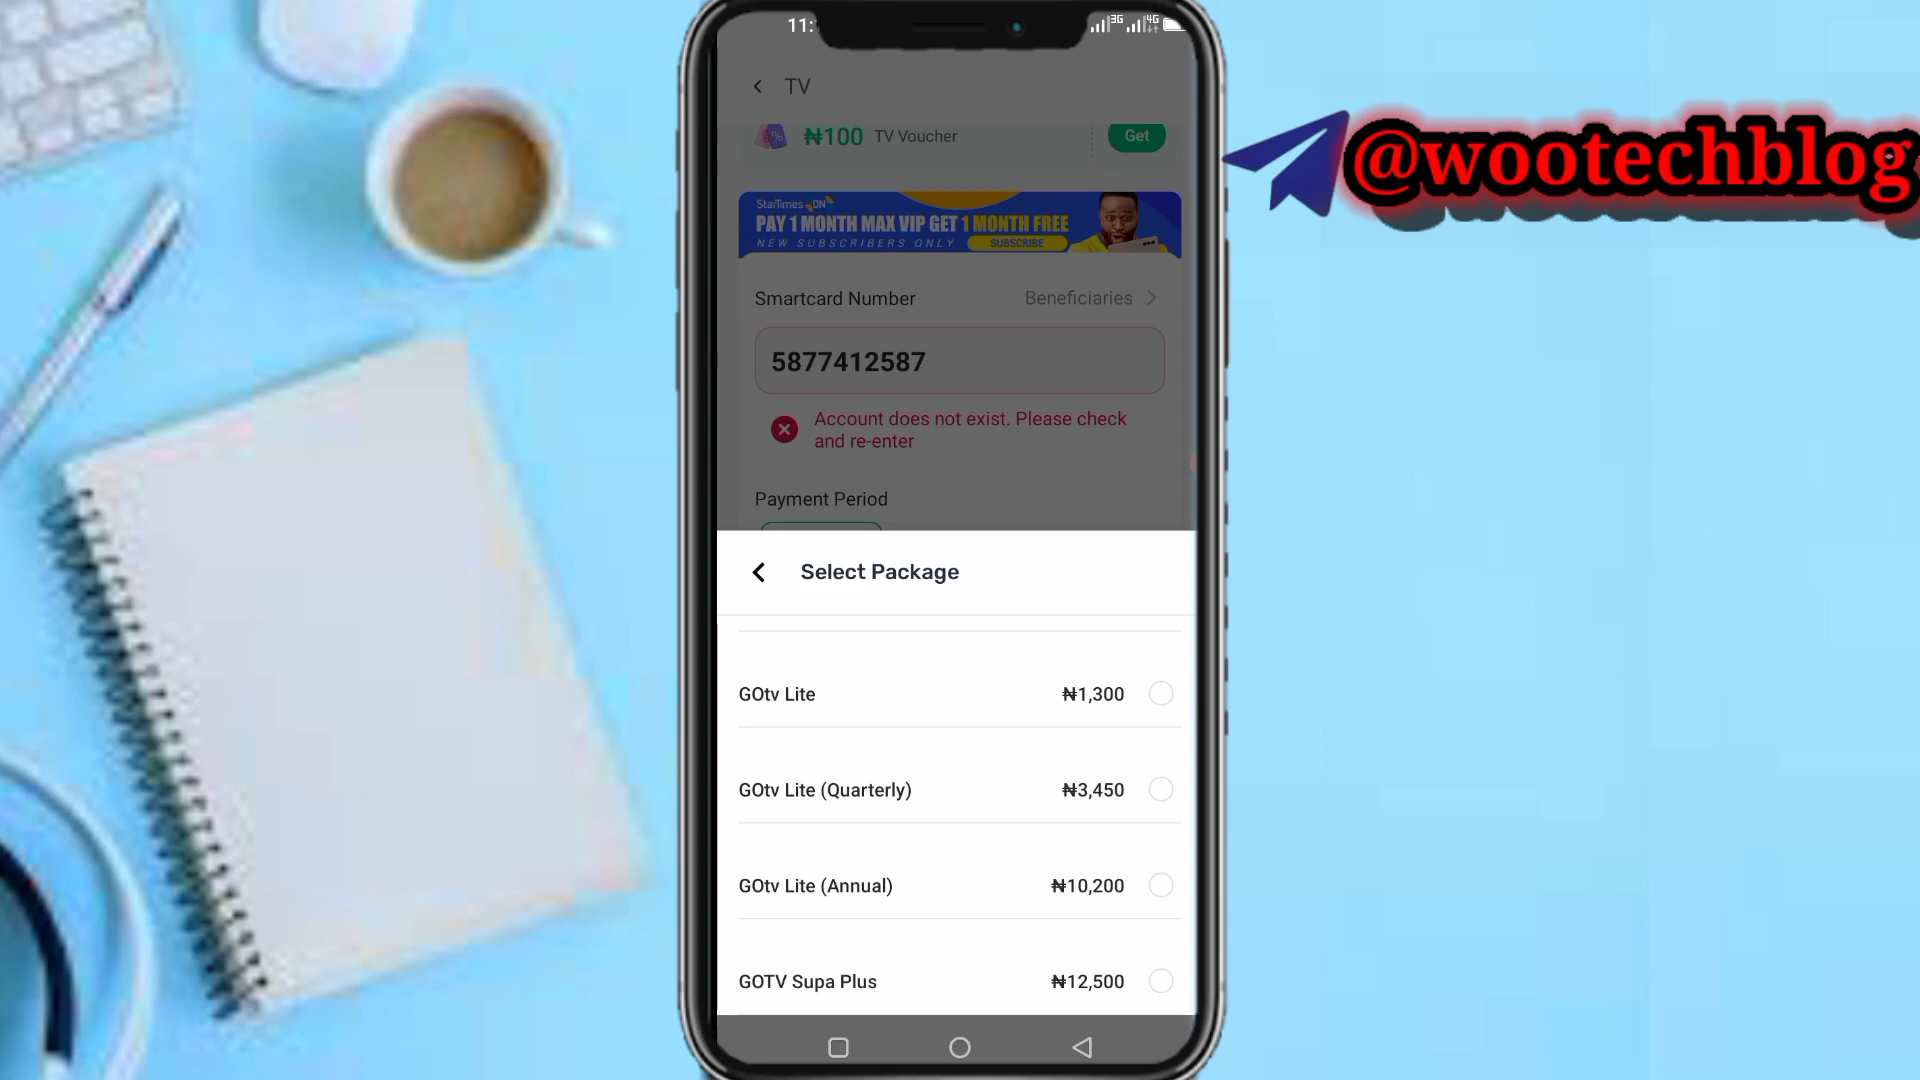 11:
3G 4G
TV
₦100 TV Voucher Get
StarTimes ON
PAY 1 MONTH MAX VIP GET 1 MONTH FREE
NEW SUBSCRIBERS ONLY SUBSCRIBE
Smartcard Number Beneficiaries
5877412587
Account does not exist. Please check
and re-enter
Payment Period
Select Package
GOtv Lite ₦1,300
GOtv Lite (Quarterly) ₦3,450
GOtv Lite (Annual) ₦10,200
GOTV Supa Plus ₦12,500
@wootechblog